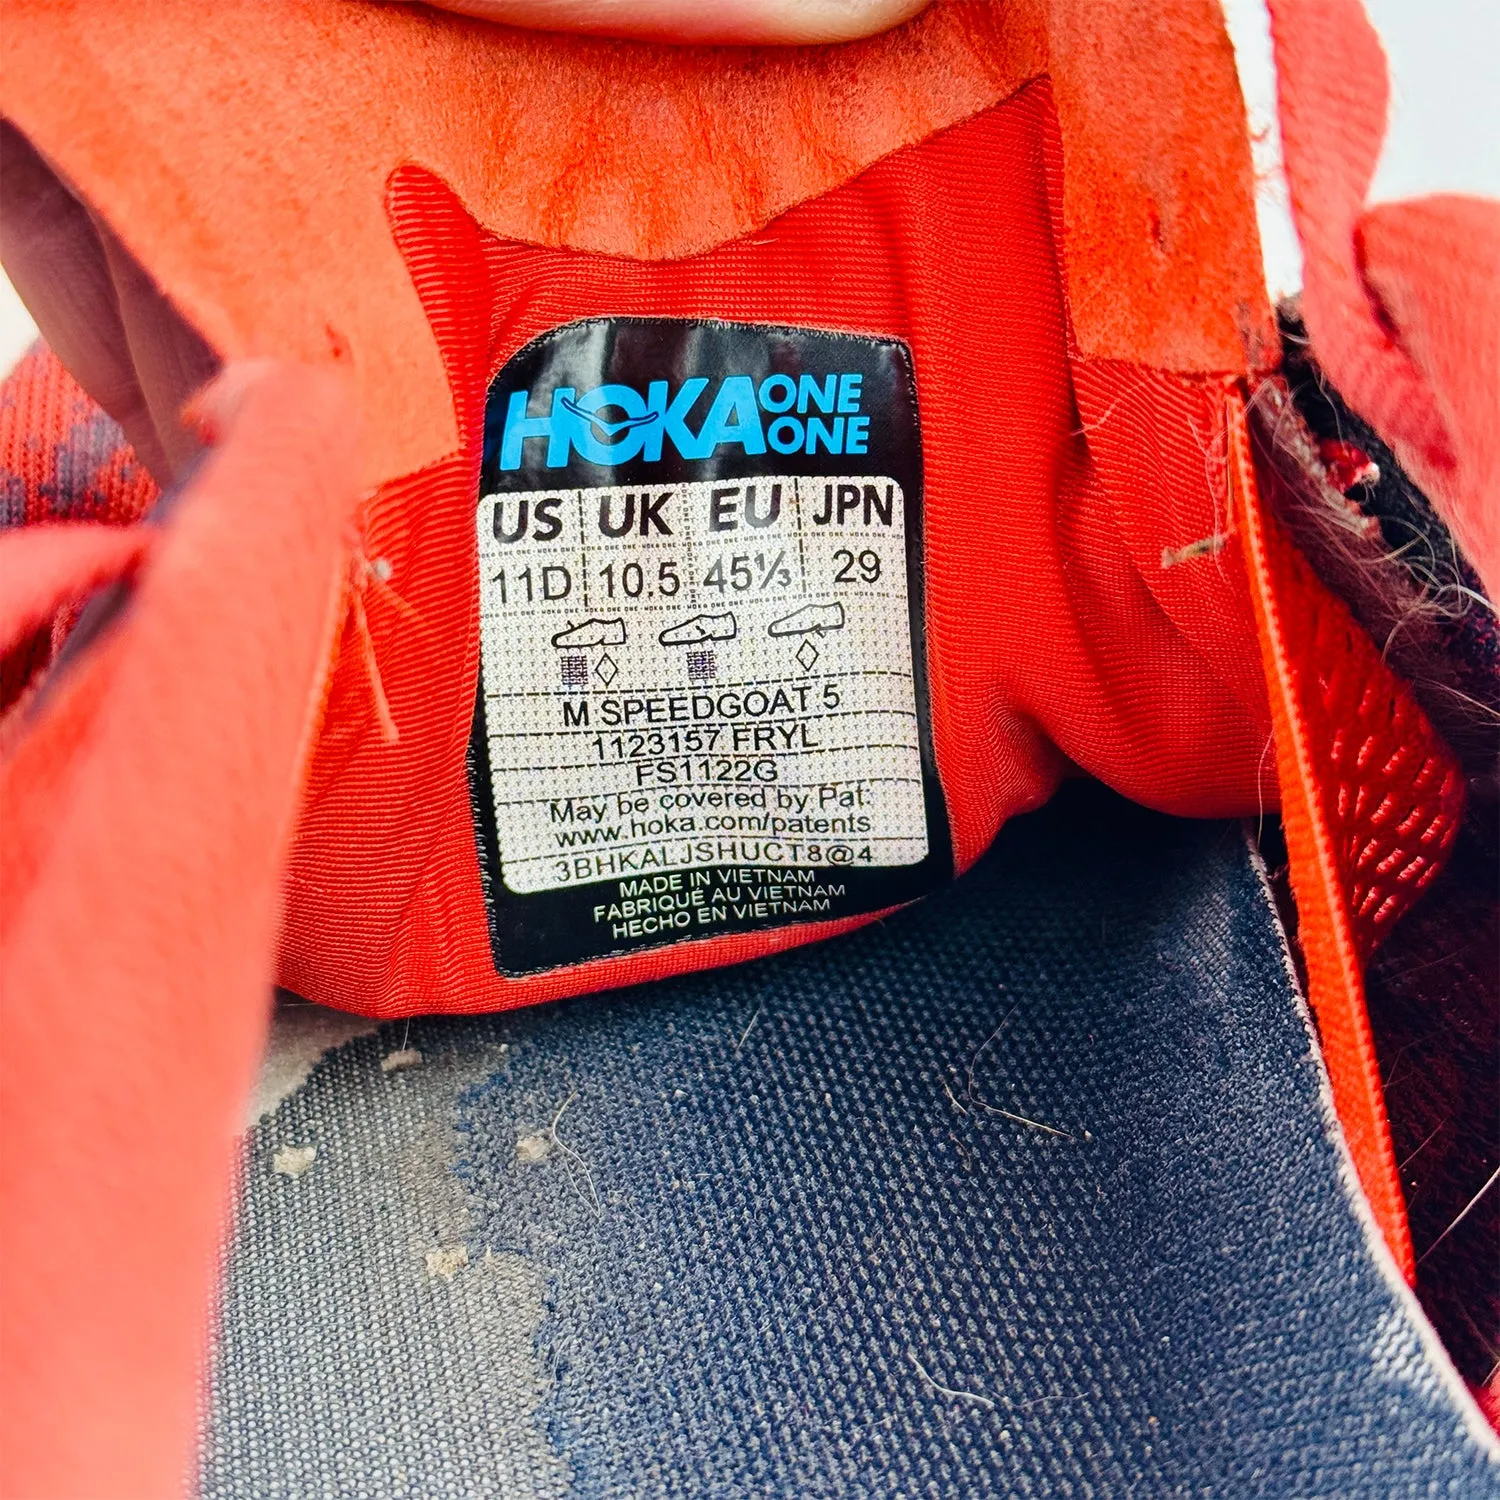 HOKA ONE ONE
US UK EU JPN
11D 10.5 45⅓ 29
M SPEEDGOAT 5
1123157 FRYL
FS1122G
May be covered by Pat.
www.hoka.com/patents
3BHKALJSHUCT8@4
MADE IN VIETNAM
FABRIQUÉ AU VIETNAM
HECHO EN VIETNAM